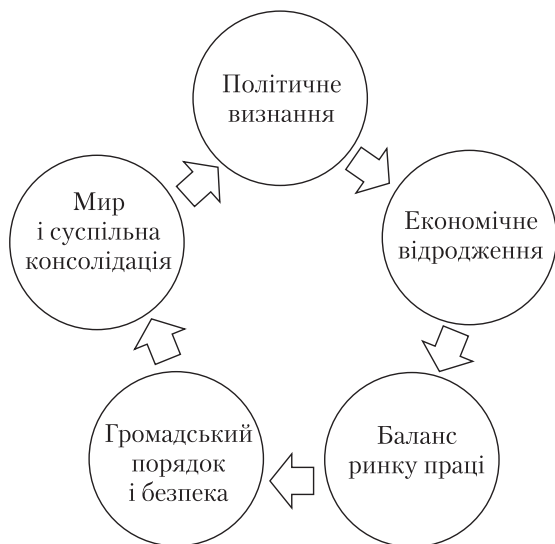 Політичне
визнання
Економічне
відродження
Баланс
ринку праці
Громадський
порядок
і безпека
Мир
і суспільна
консолідація